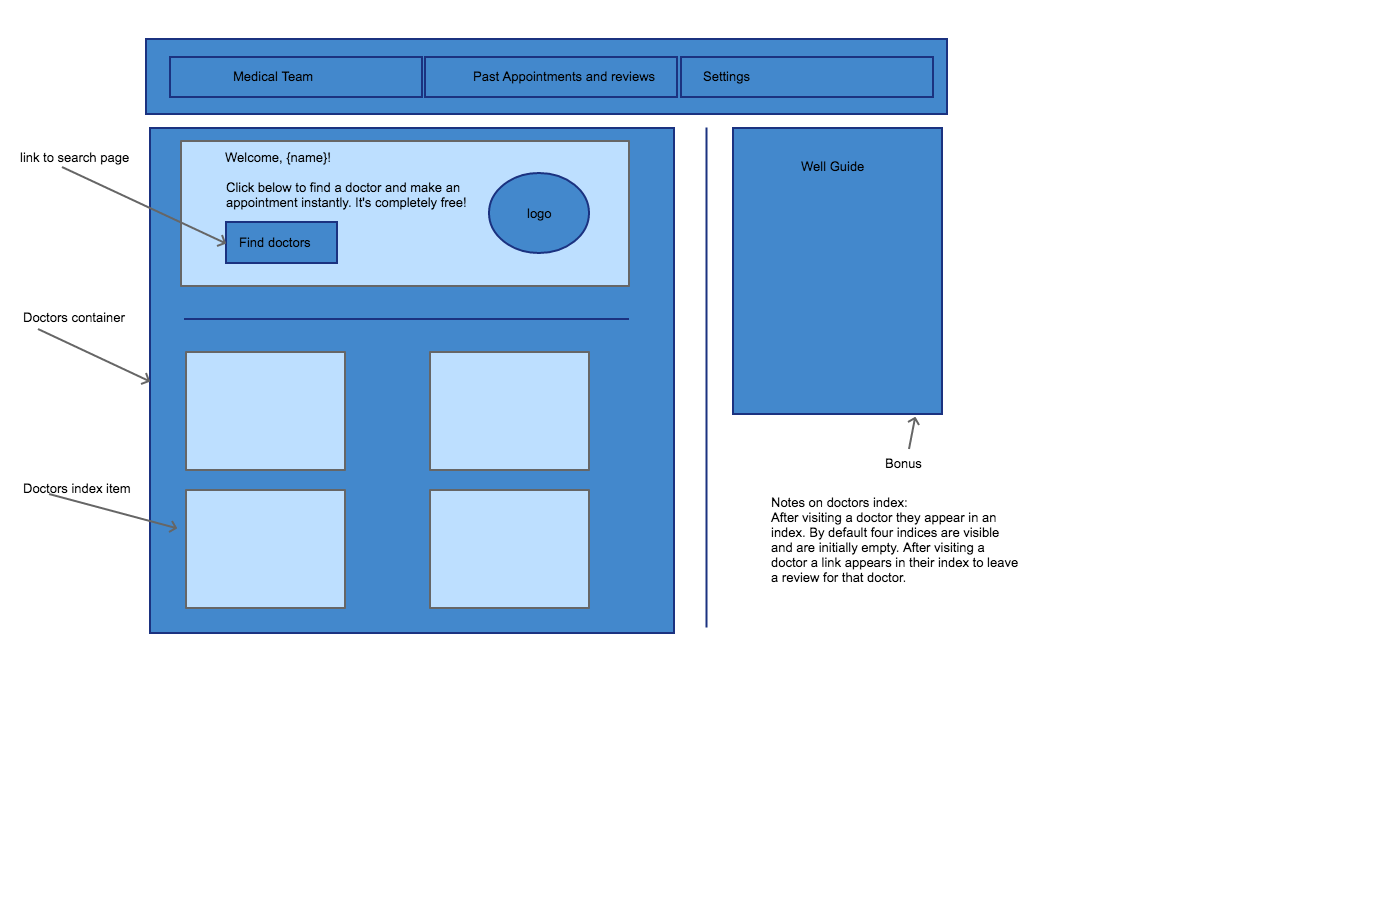 Medical Team
Past Appointments and reviews
Settings
link to search page
Welcome, {name}!
Click below to find a doctor and make an
appointment instantly. It's completely free!
logo
Find doctors
Well Guide
Doctors container
Doctors index item
Bonus
Notes on doctors index:
After visiting a doctor they appear in an
index. By default four indices are visible
and are initially empty. After visiting a
doctor a link appears in their index to leave
a review for that doctor.